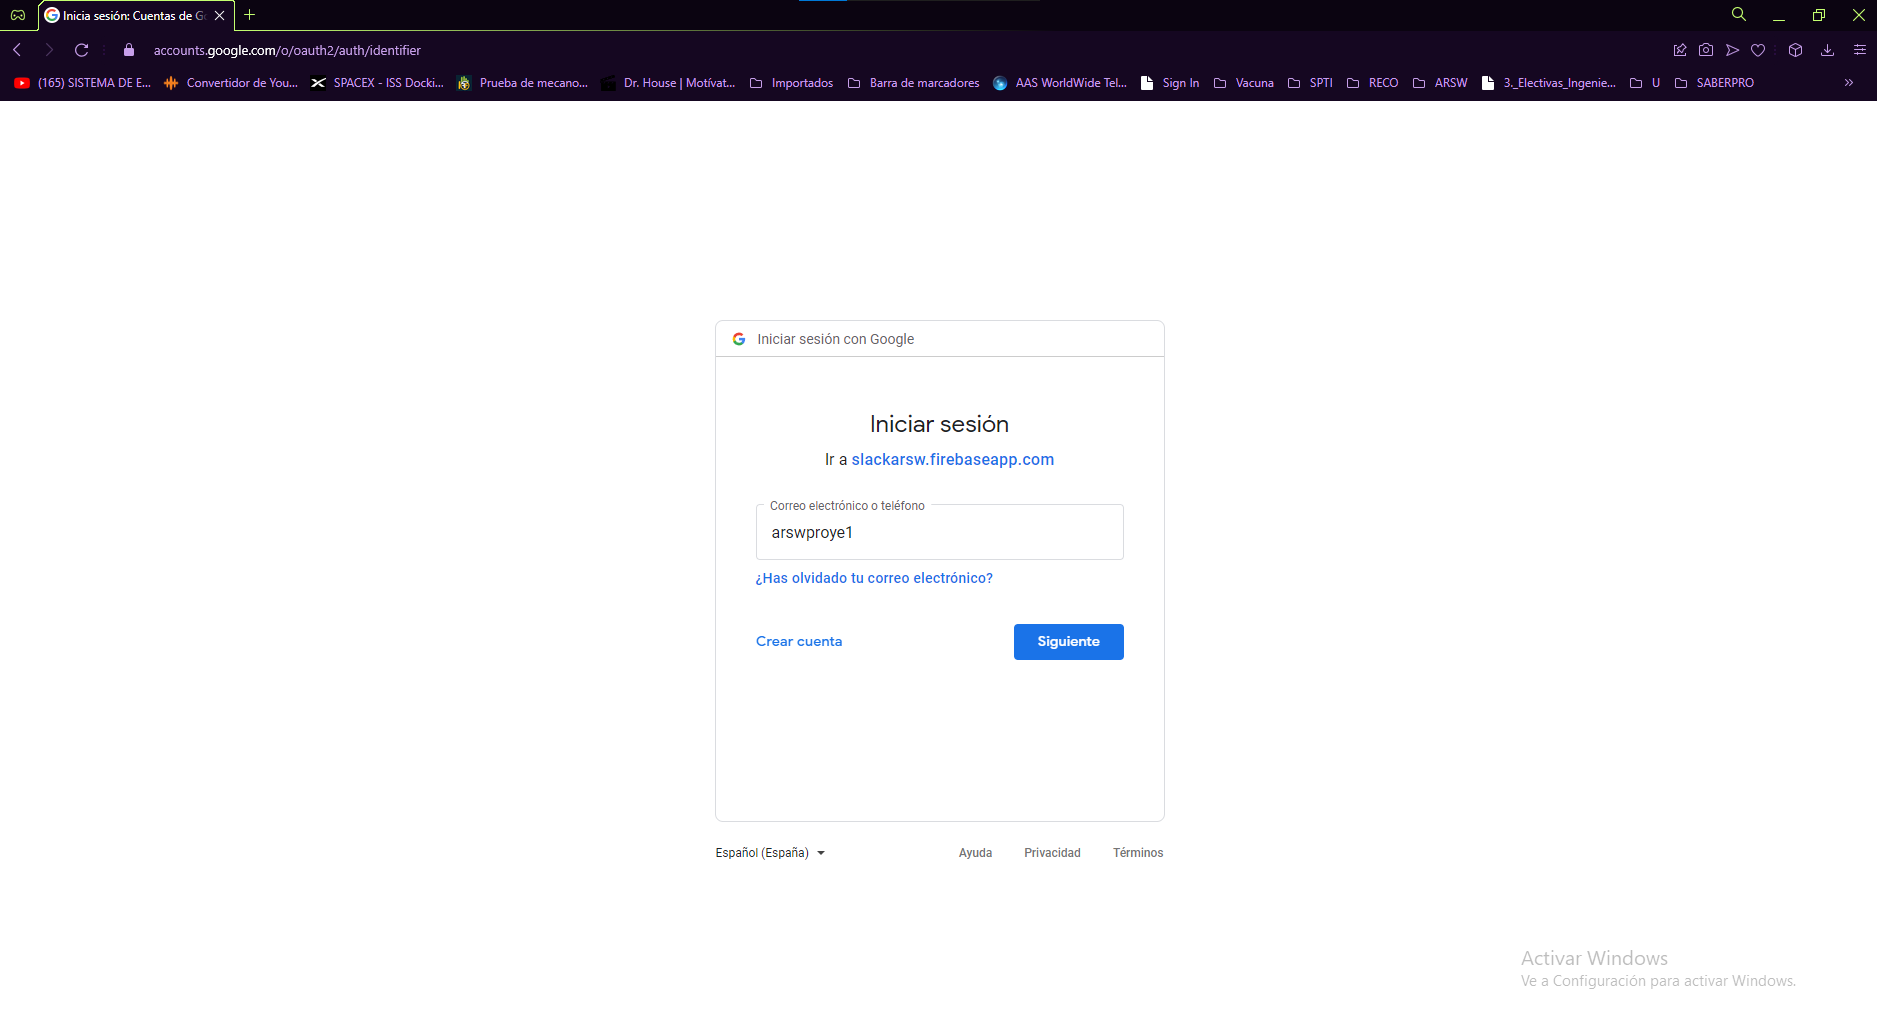 Inicia sesión: Cuentas de Go
accounts.google.com/o/oauth2/auth/identifier
(165) SISTEMA DE E... Convertidor de You... SPACEX - ISS Docki... Prueba de mecano... Dr. House | Motívat... Importados Barra de marcadores AAS WorldWide Tel... Sign In Vacuna SPTI RECO ARSW 3._Electivas_Ingenie... U SABERPRO »
Iniciar sesión con Google
Iniciar sesión
Ir a slackarsw.firebaseapp.com
Correo electrónico o teléfono
arswproye1
¿Has olvidado tu correo electrónico?
Crear cuenta Siguiente
Español (España) Ayuda Privacidad Términos
Activar Windows
Ve a Configuración para activar Windows.